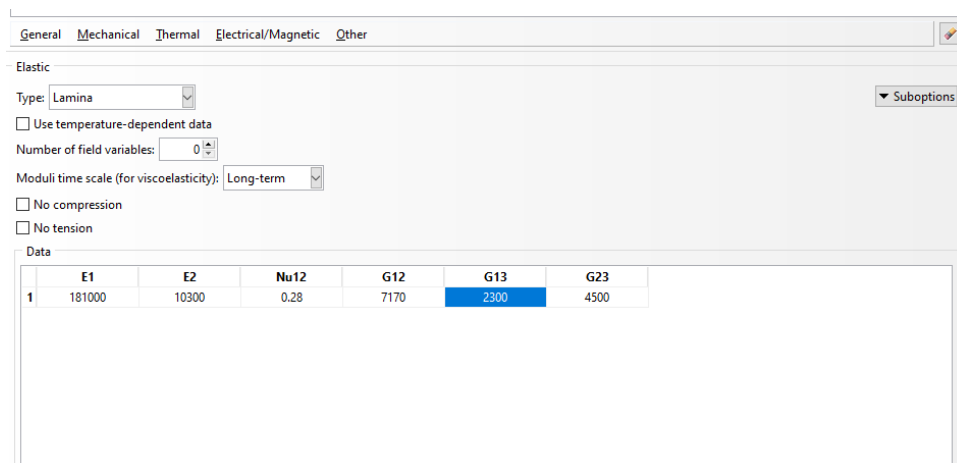 General Mechanical Thermal Electrical/Magnetic Other
Elastic
Type: Lamina
Suboptions
Use temperature-dependent data
Number of field variables: 0
Moduli time scale (for viscoelasticity): Long-term
No compression
No tension
Data
E1 E2 Nu12 G12 G13 G23
1 181000 10300 0.28 7170 2300 4500